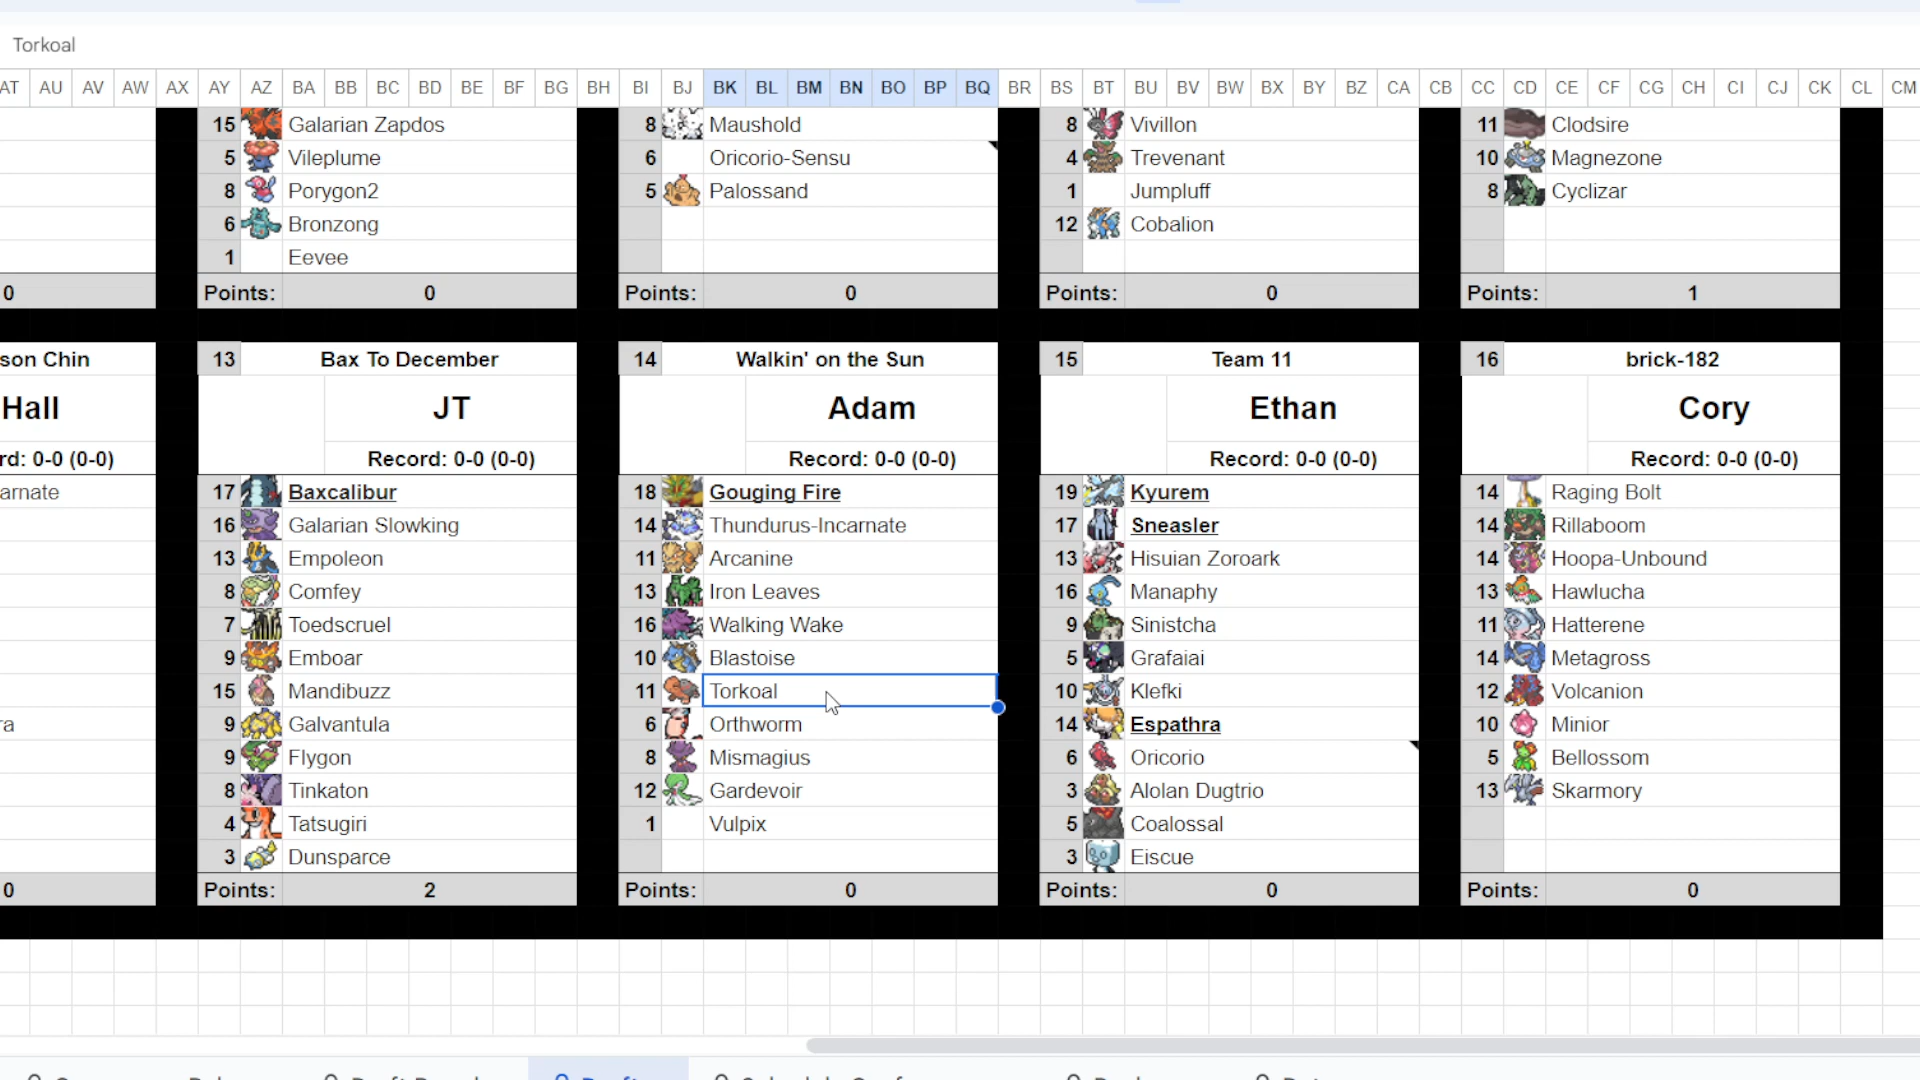 Torkoal
AT AU AV AW AX AY AZ BA BB BC BD BE BF BG BH BI BJ BK BL BM BN BO BP BQ BR BS BT BU BV BW BX BY BZ CA CB CC CD CE CF CG CH CI CJ CK CL CM
15 Galarian Zapdos 8 Maushold 8 Vivillon 11 Clodsire
5 Vileplume 6 Oricorio-Sensu 4 Trevenant 10 Magnezone
8 Porygon2 5 Palossand 1 Jumpluff 8 Cyclizar
6 Bronzong 12 Cobalion
1 Eevee
0 Points: 0 Points: 0 Points: 0 Points: 1
son Chin 13 Bax To December 14 Walkin' on the Sun 15 Team 11 16 brick-182
Hall JT Adam Ethan Cory
rd: 0-0 (0-0) Record: 0-0 (0-0) Record: 0-0 (0-0) Record: 0-0 (0-0) Record: 0-0 (0-0)
arnate 17 Baxcalibur 18 Gouging Fire 19 Kyurem 14 Raging Bolt
16 Galarian Slowking 14 Thundurus-Incarnate 17 Sneasler 14 Rillaboom
13 Empoleon 11 Arcanine 13 Hisuian Zoroark 14 Hoopa-Unbound
8 Comfey 13 Iron Leaves 16 Manaphy 13 Hawlucha
7 Toedscruel 16 Walking Wake 9 Sinistcha 11 Hatterene
9 Emboar 10 Blastoise 5 Grafaiai 14 Metagross
15 Mandibuzz 11 Torkoal 10 Klefki 12 Volcanion
ra 9 Galvantula 6 Orthworm 14 Espathra 10 Minior
9 Flygon 8 Mismagius 6 Oricorio 5 Bellossom
8 Tinkaton 12 Gardevoir 3 Alolan Dugtrio 13 Skarmory
4 Tatsugiri 1 Vulpix 5 Coalossal
3 Dunsparce 3 Eiscue
0 Points: 2 Points: 0 Points: 0 Points: 0